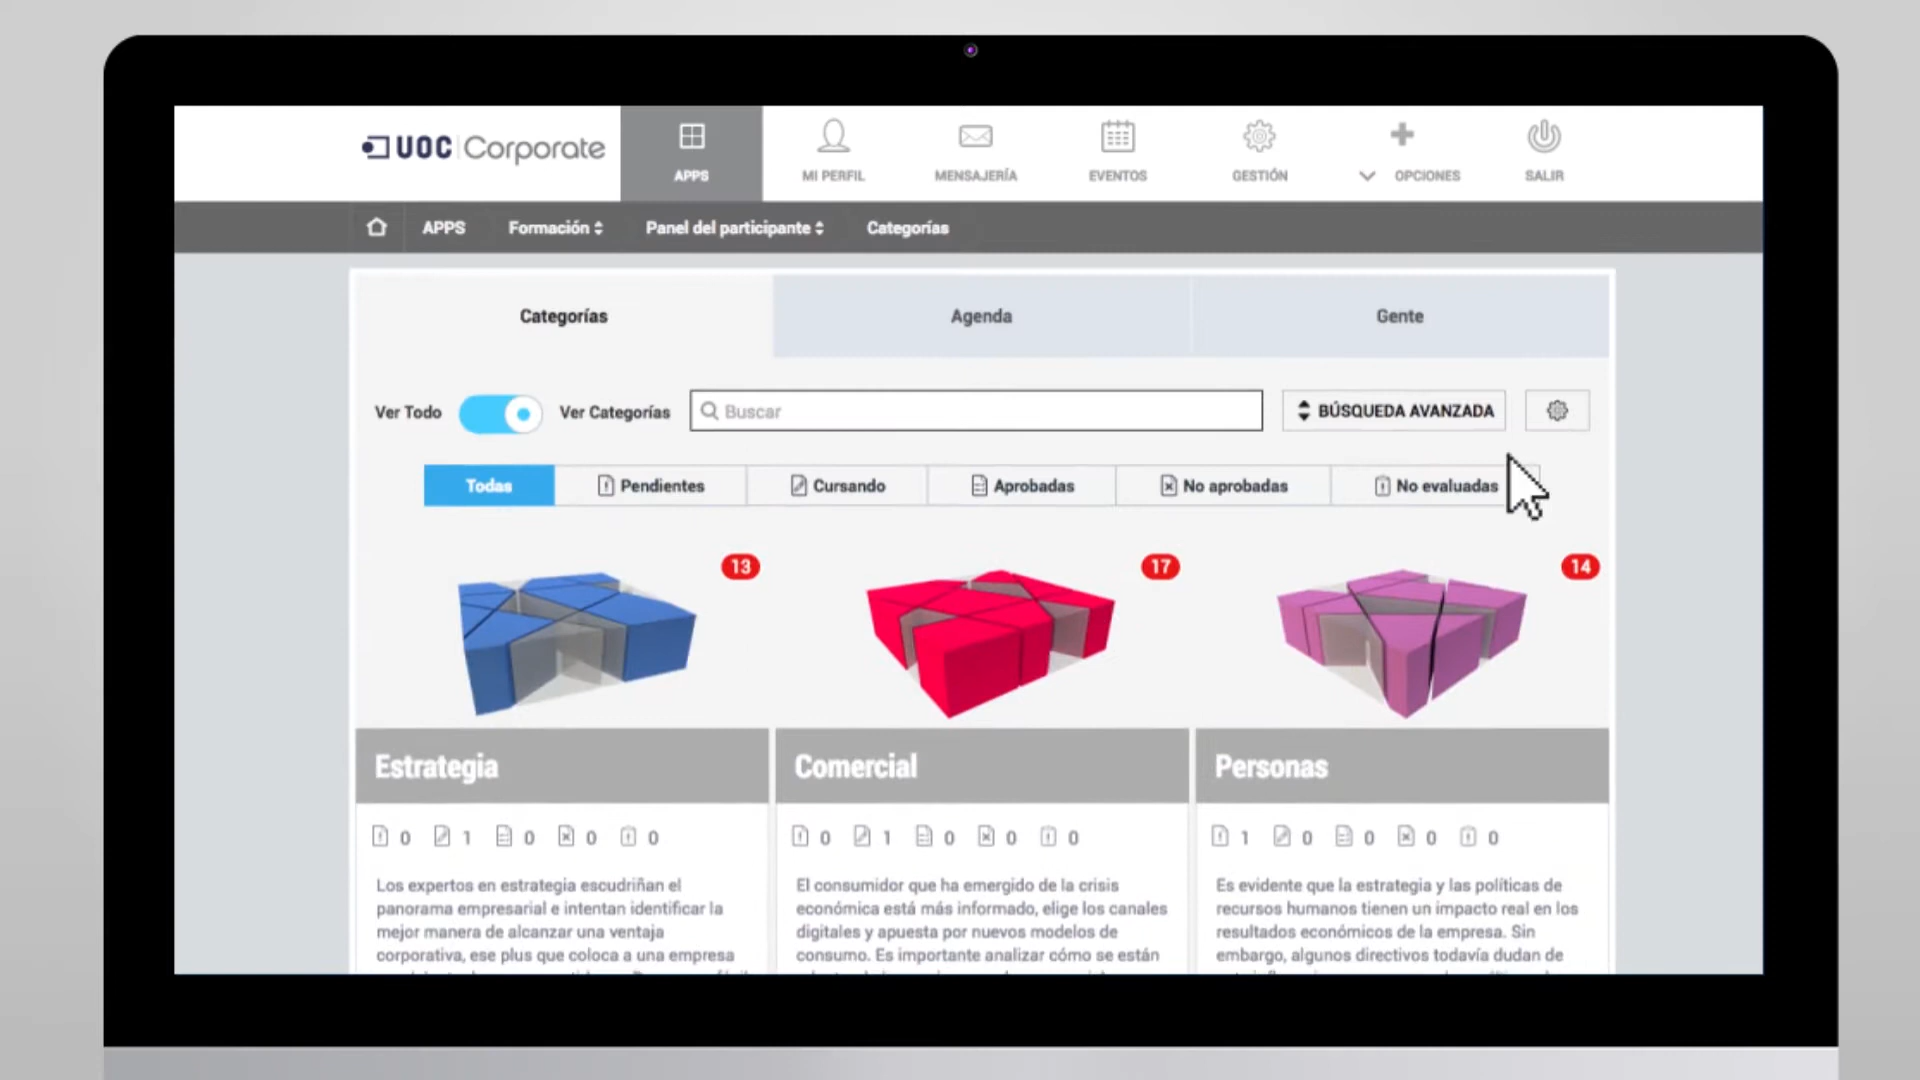 UOC Corporate
APPS
MI PERFIL
MENSAJERÍA
EVENTOS
GESTIÓN
OPCIONES
SALIR
APPS Formación Panel del participante Categorías
Categorías Agenda Gente
Ver Todo Ver Categorías Buscar BÚSQUEDA AVANZADA
Todas Pendientes Cursando Aprobadas No aprobadas No evaluadas
13
17
14
Estrategia
0 1 0 0 0
Los expertos en estrategia escudriñan el
panorama empresarial e intentan identificar la
mejor manera de alcanzar una ventaja
corporativa, ese plus que coloca a una empresa
Comercial
0 1 0 0 0
El consumidor que ha emergido de la crisis
económica está más informado, elige los canales
digitales y apuesta por nuevos modelos de
consumo. Es importante analizar cómo se están
Personas
1 0 0 0 0
Es evidente que la estrategia y las políticas de
recursos humanos tienen un impacto real en los
resultados económicos de la empresa. Sin
embargo, algunos directivos todavía dudan de